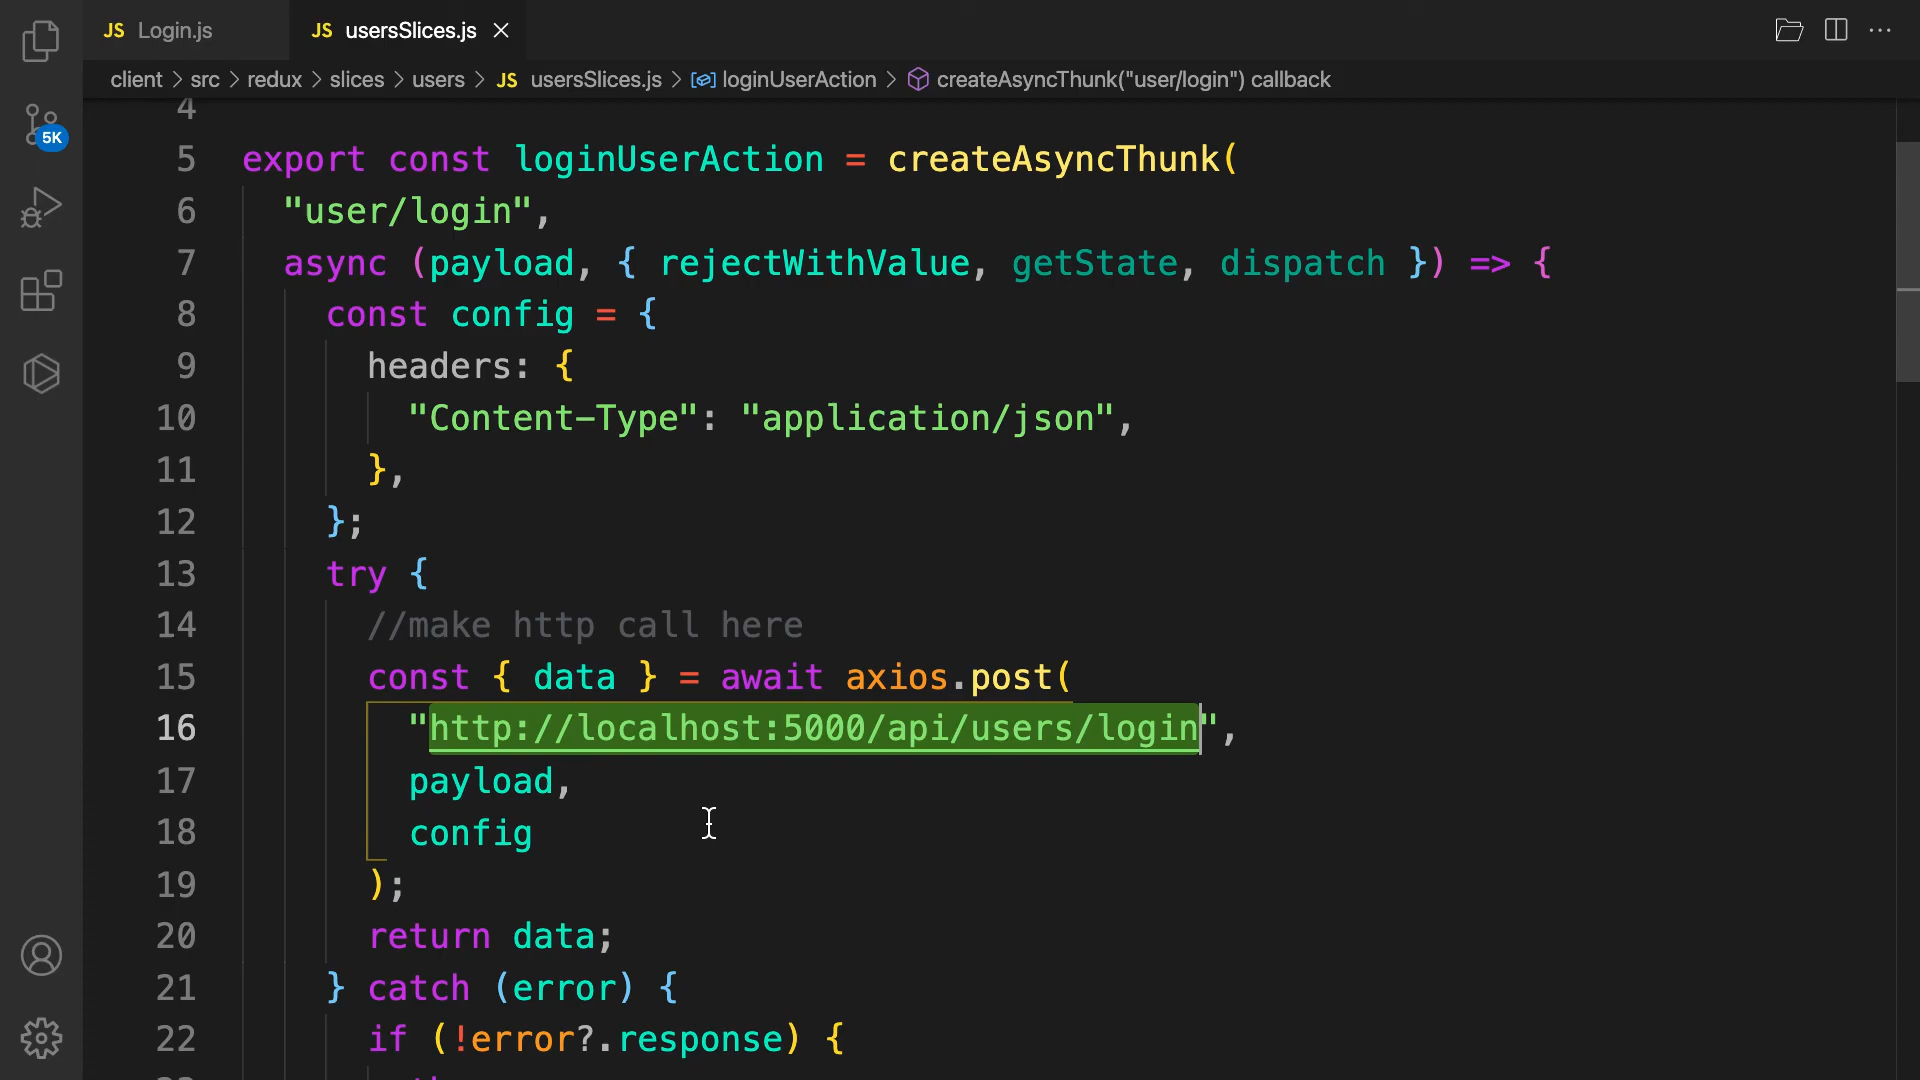 JS Login.js JS usersSlices.js
client > src > redux > slices > users > JS usersSlices.js > loginUserAction > createAsyncThunk("user/login") callback
5K
4
5 export const loginUserAction = createAsyncThunk(
6 "user/login",
7 async (payload, { rejectWithValue, getState, dispatch }) => {
8 const config = {
9 headers: {
10 "Content-Type": "application/json",
11 },
12 };
13 try {
14 //make http call here
15 const { data } = await axios.post(
16 "http://localhost:5000/api/users/login",
17 payload,
18 config
19 );
20 return data;
21 } catch (error) {
22 if (!error?.response) {